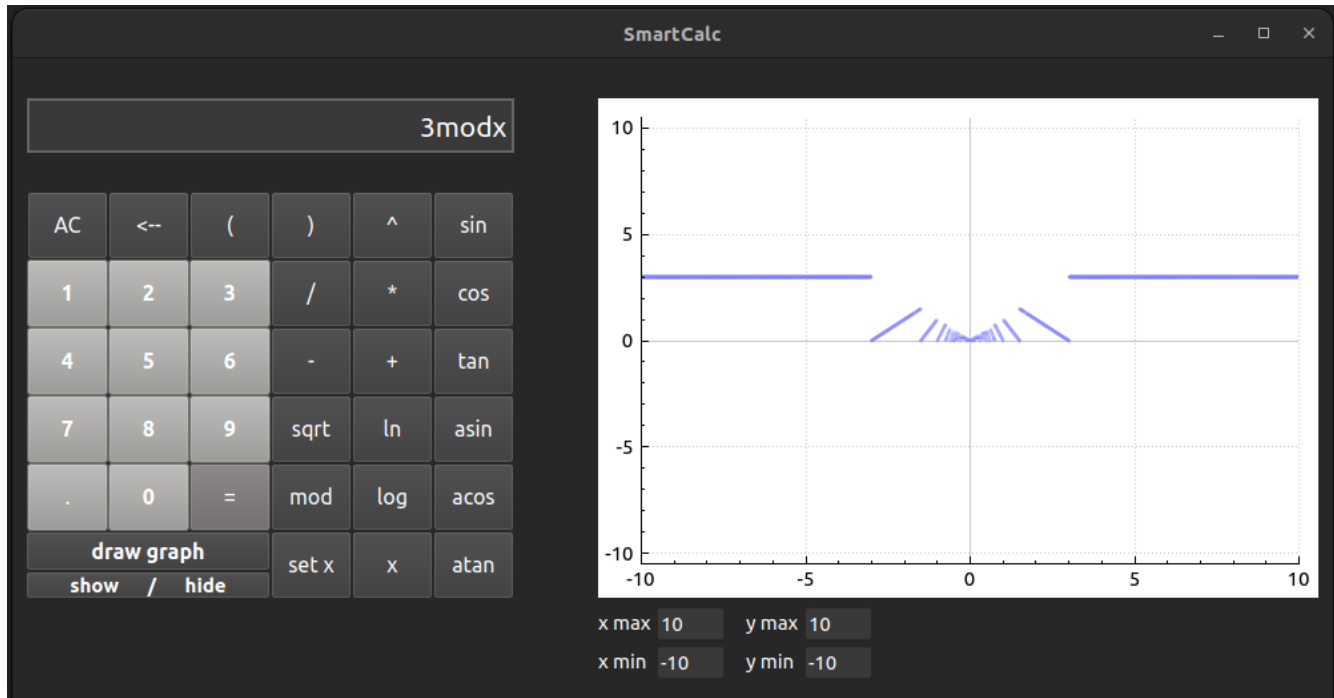 SmartCalc
3modx
AC <-- ( ) ^ sin
1 2 3 / * cos
4 5 6 - + tan
7 8 9 sqrt ln asin
. 0 = mod log acos
draw graph
show / hide
set x x atan
10
5
0
-5
-10
-10 -5 0 5 10
x max 10 y max 10
x min -10 y min -10